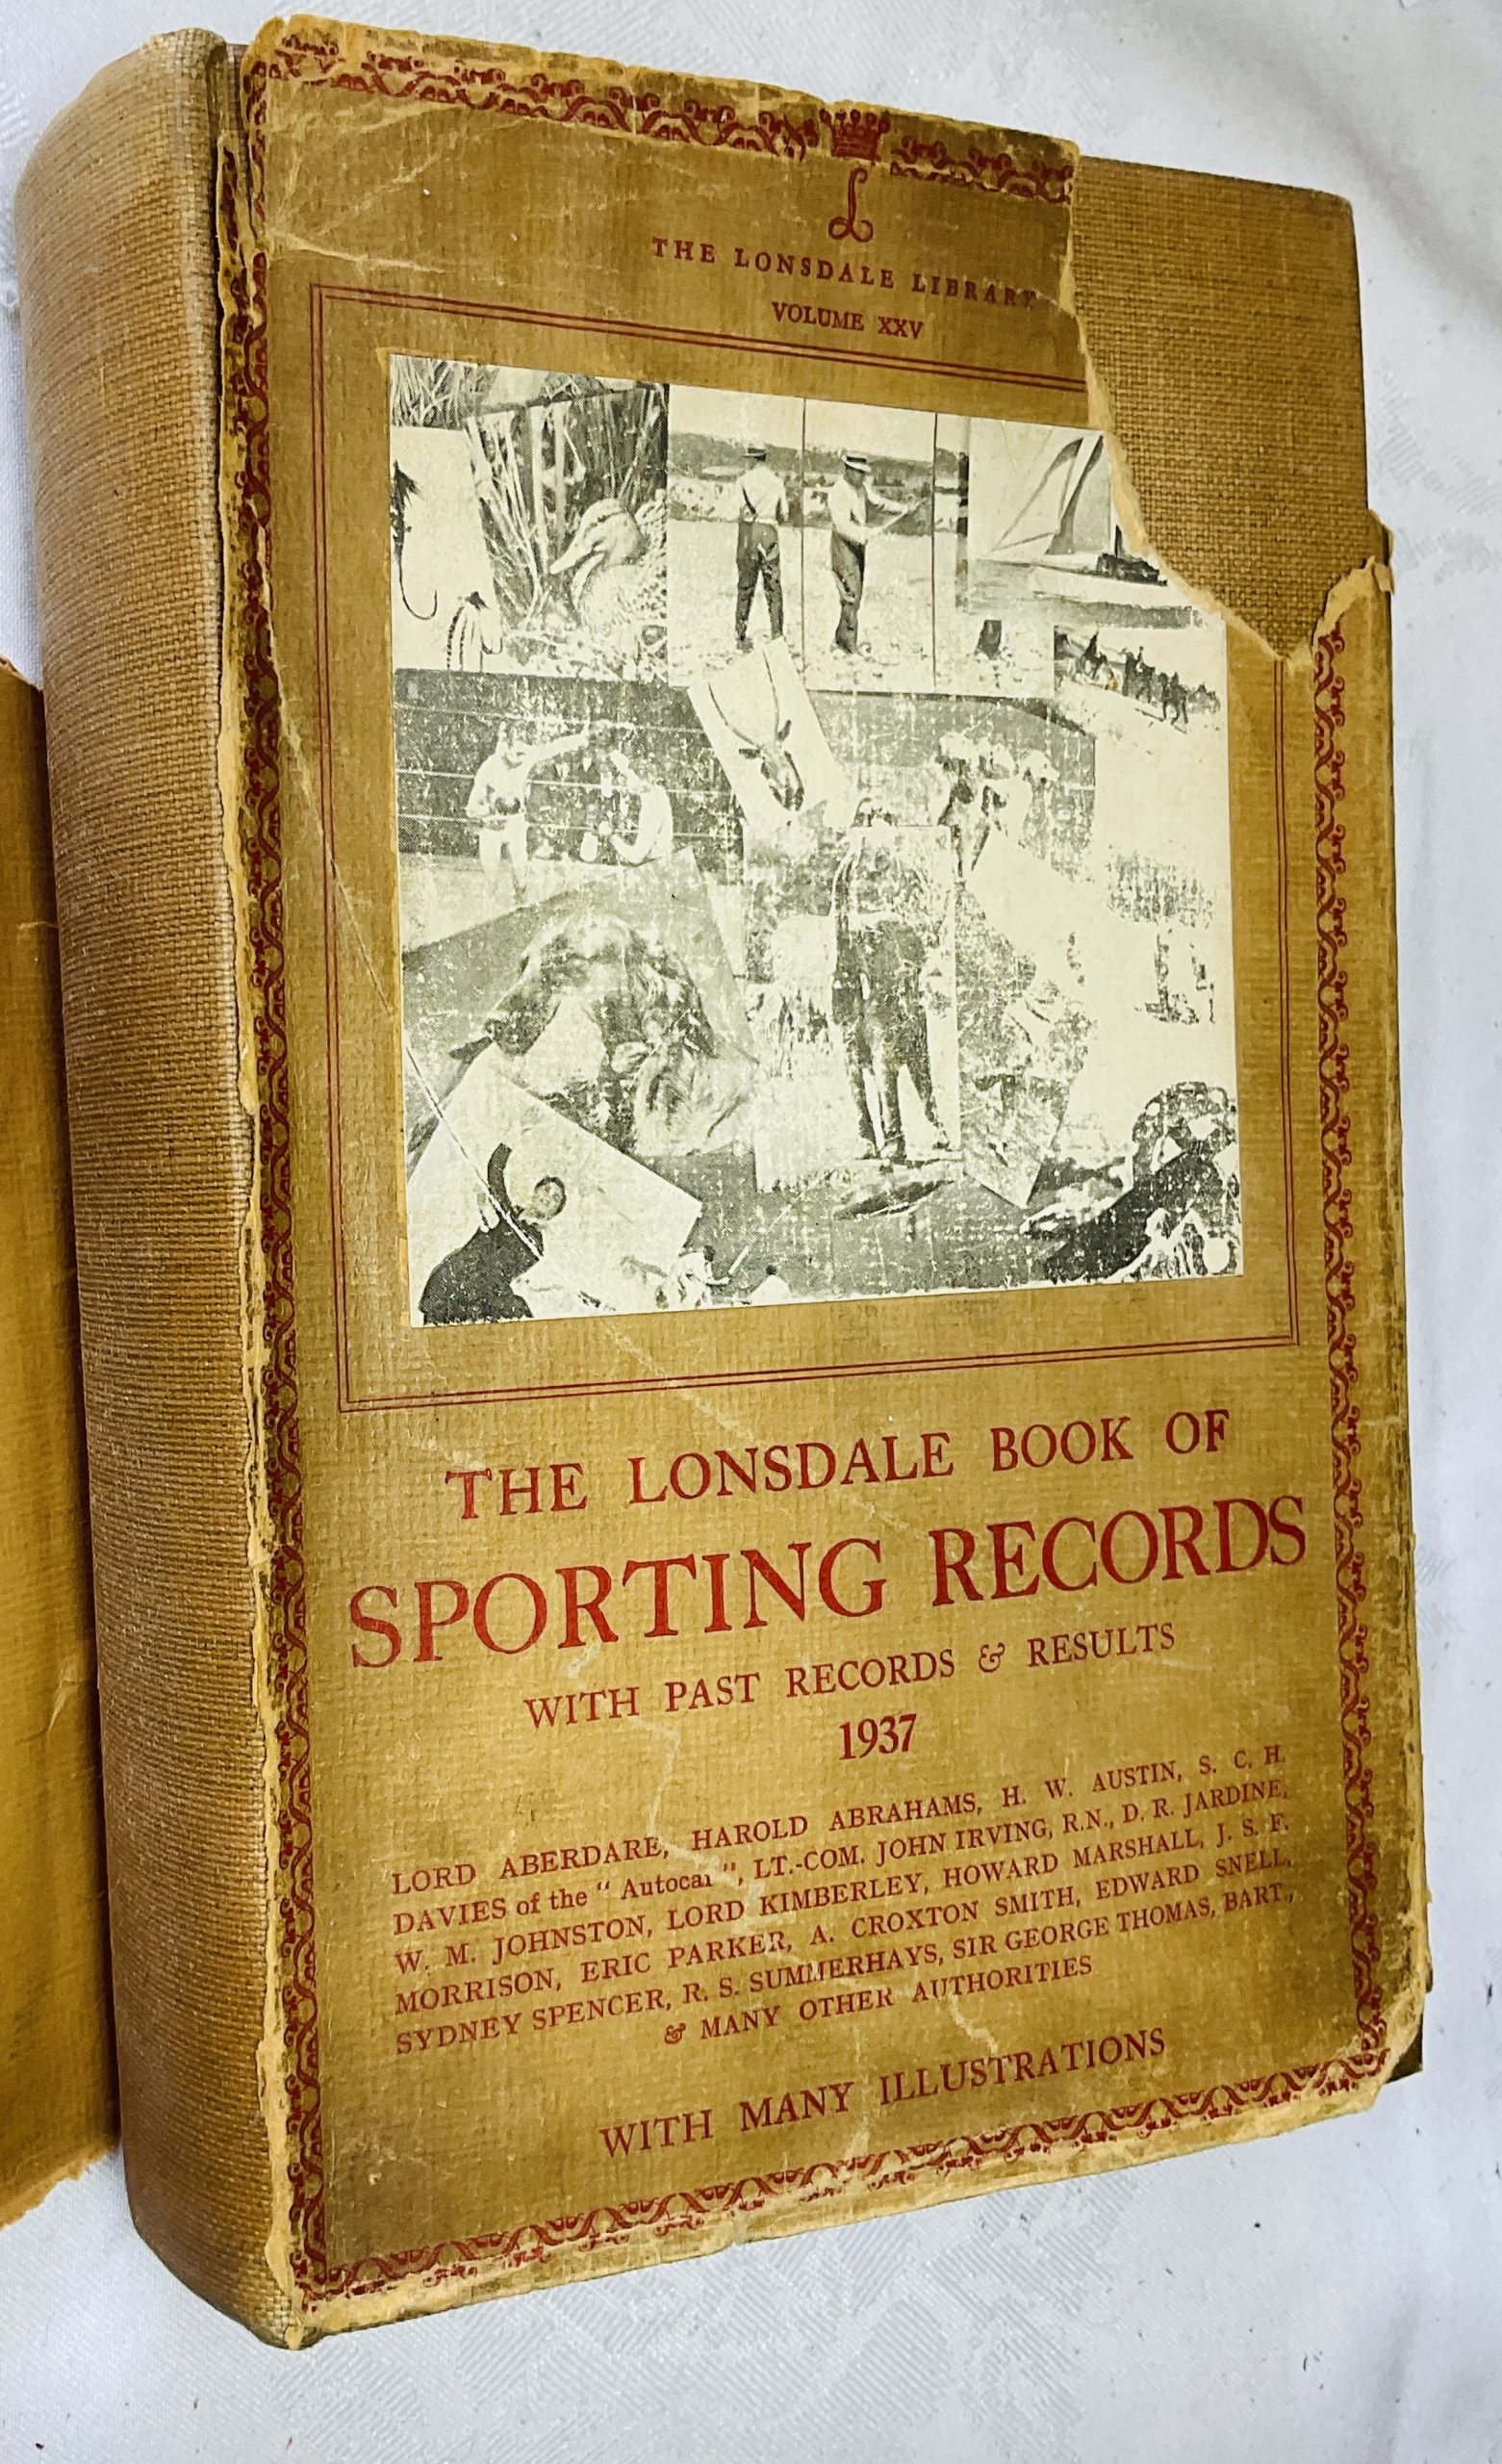 L
THE LONSDALE LIBRARY
VOLUME XXV
THE LONSDALE BOOK OF
SPORTING RECORDS
WITH PAST RECORDS & RESULTS
1937
LORD ABERDARE, HAROLD ABRAHAMS, H. W. AUSTIN, S. C. H.
DAVIES of the "Autocar", LT.-COM. JOHN IRVING, R.N., D. R. JARDINE,
W. M. JOHNSTON, LORD KIMBERLEY, HOWARD MARSHALL, J. S. F.
MORRISON, ERIC PARKER, A. CROXTON SMITH, EDWARD SNELL,
SYDNEY SPENCER, R. S. SUMMERHAYS, SIR GEORGE THOMAS, BART.,
& MANY OTHER AUTHORITIES
WITH MANY ILLUSTRATIONS